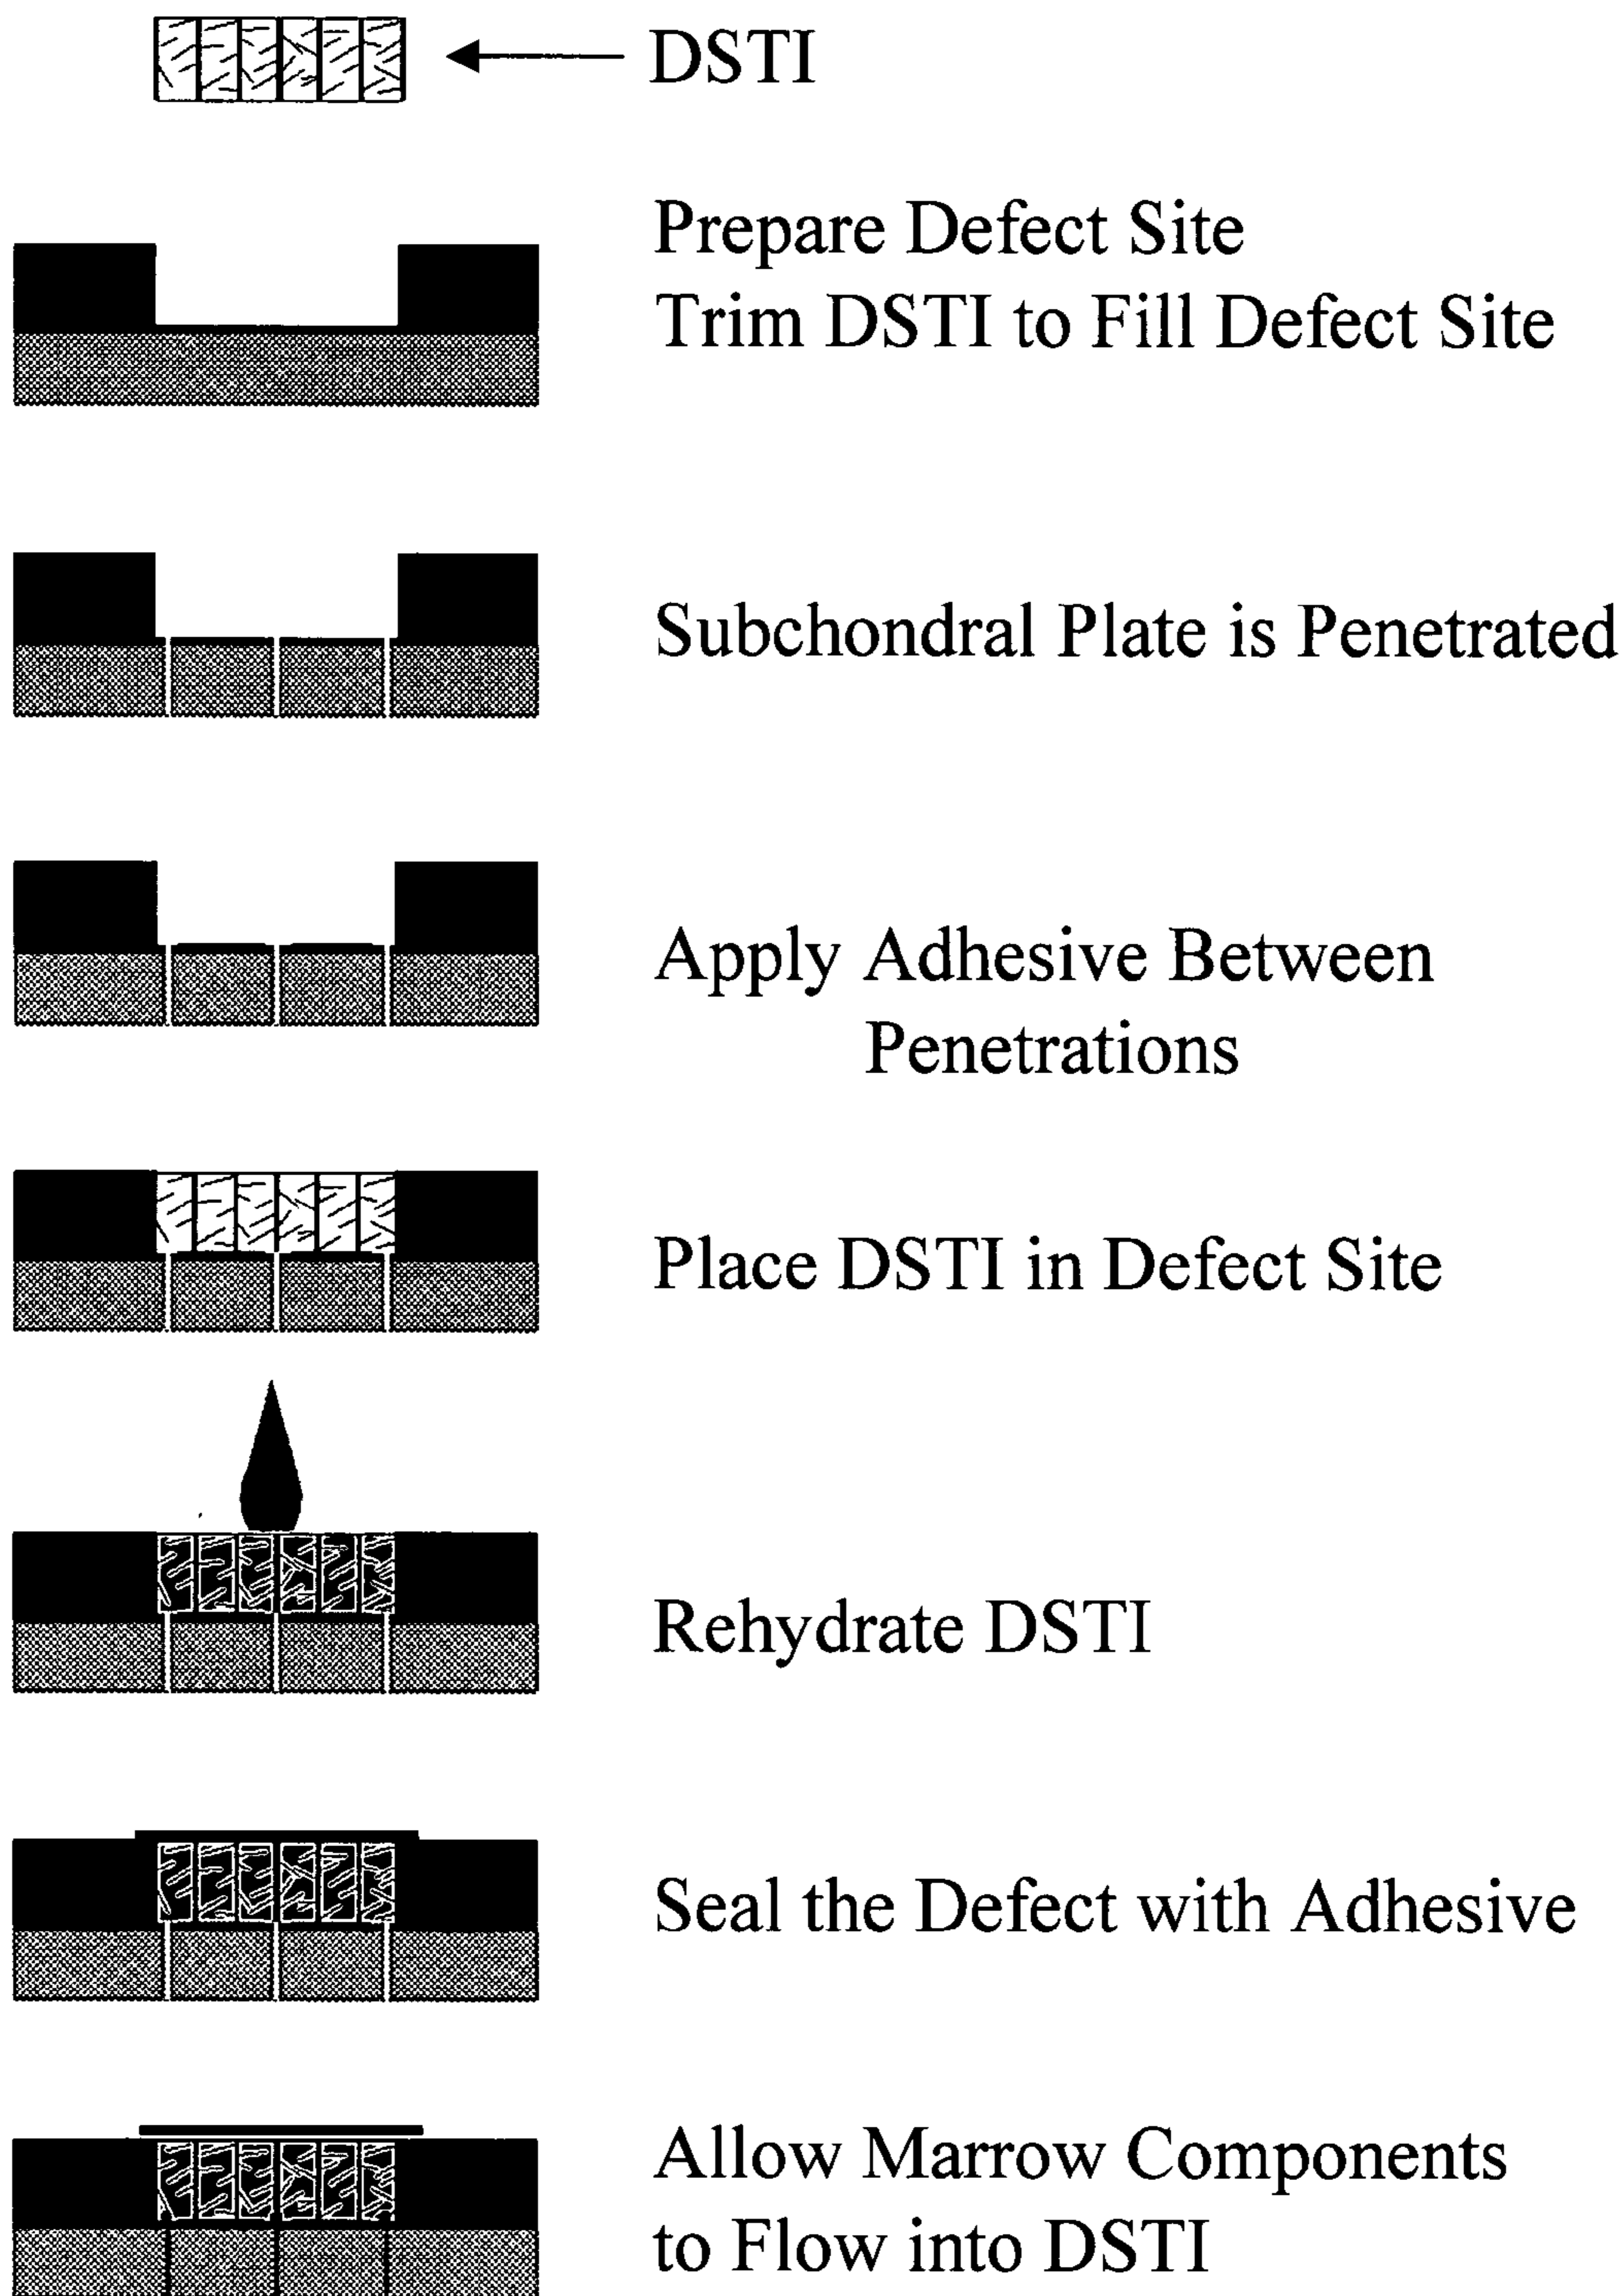 DSTI
Prepare Defect Site
Trim DSTI to Fill Defect Site
Subchondral Plate is Penetrated
Apply Adhesive Between
Penetrations
Place DSTI in Defect Site
Rehydrate DSTI
Seal the Defect with Adhesive
Allow Marrow Components
to Flow into DSTI